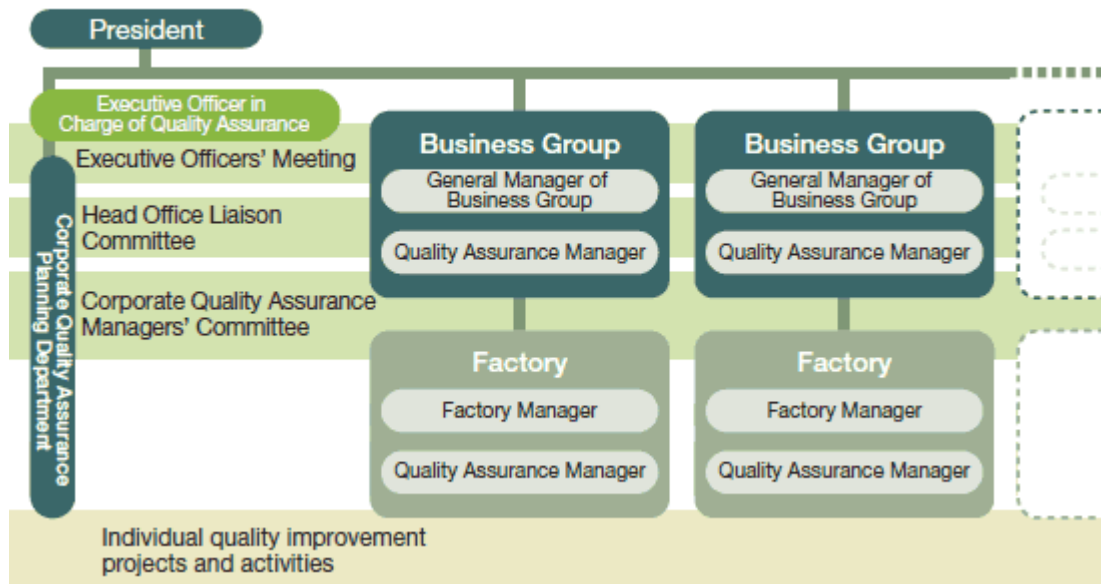 President
Executive Officer in
Charge of Quality Assurance
Executive Officers' Meeting
Head Office Liaison
Committee
Corporate Quality Assurance
Managers' Committee
Corporate Quality Assurance
Planning Department
Business Group
General Manager of
Business Group
Quality Assurance Manager
Factory
Factory Manager
Quality Assurance Manager
Business Group
General Manager of
Business Group
Quality Assurance Manager
Factory
Factory Manager
Quality Assurance Manager
Individual quality improvement
projects and activities